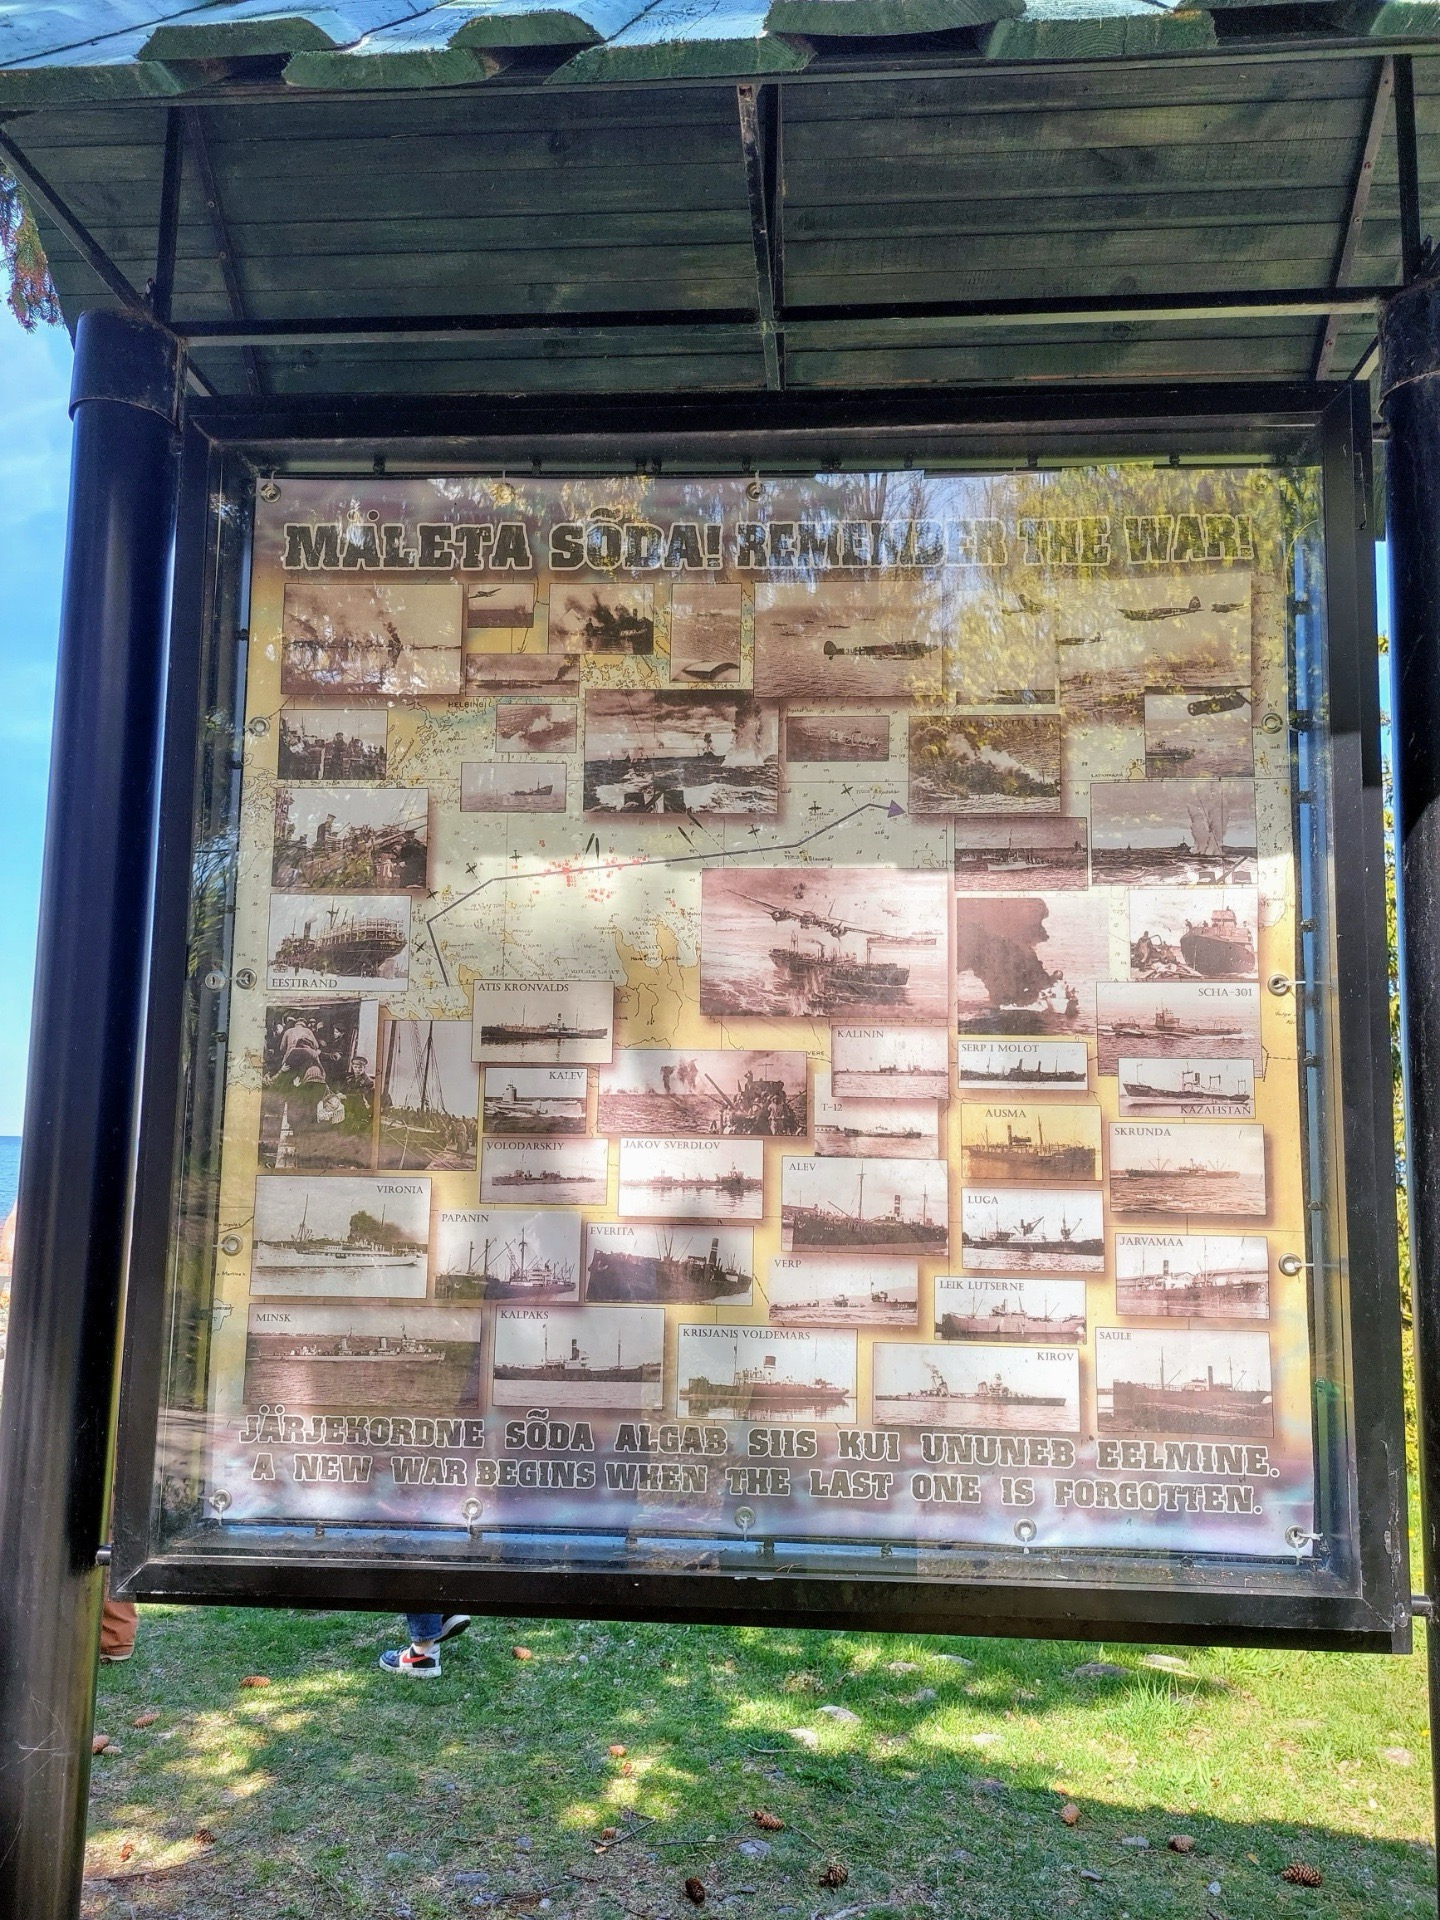 MÄLETA SÕDA! REMEMBER THE WAR!
HELSING
EESTIRAND
ATIS KRONVALDS
SCHA-301
KALININ
SERP I MOLOT
KALEV
KAZAHSTAN
T-12
AUSMA
SKRUNDA
VOLODARSKIY
JAKOV SVERDLOV
ALEV
VIRONIA
LUGA
PAPANIN
EVERITA
JARVAMAA
VERP
LEIK LUTSERNE
MINSK
KALPAKS
KRISJANIS VOLDEMARS
KIROV
SAULE
JÄRJEKORDNE SÕDA ALGAB SIIS KUI UNUNEB EELMINE.
A NEW WAR BEGINS WHEN THE LAST ONE IS FORGOTTEN.